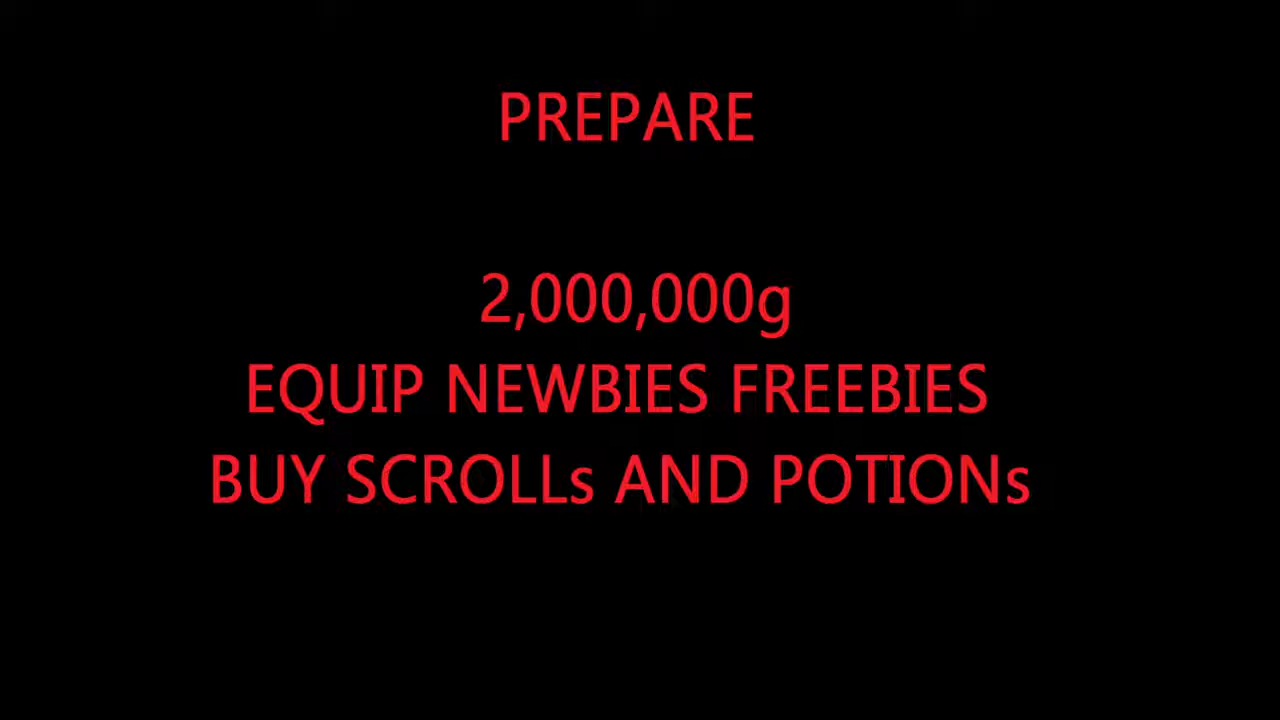 PREPARE
2,000,000g
EQUIP NEWBIES FREEBIES
BUY SCROLLs AND POTIONs